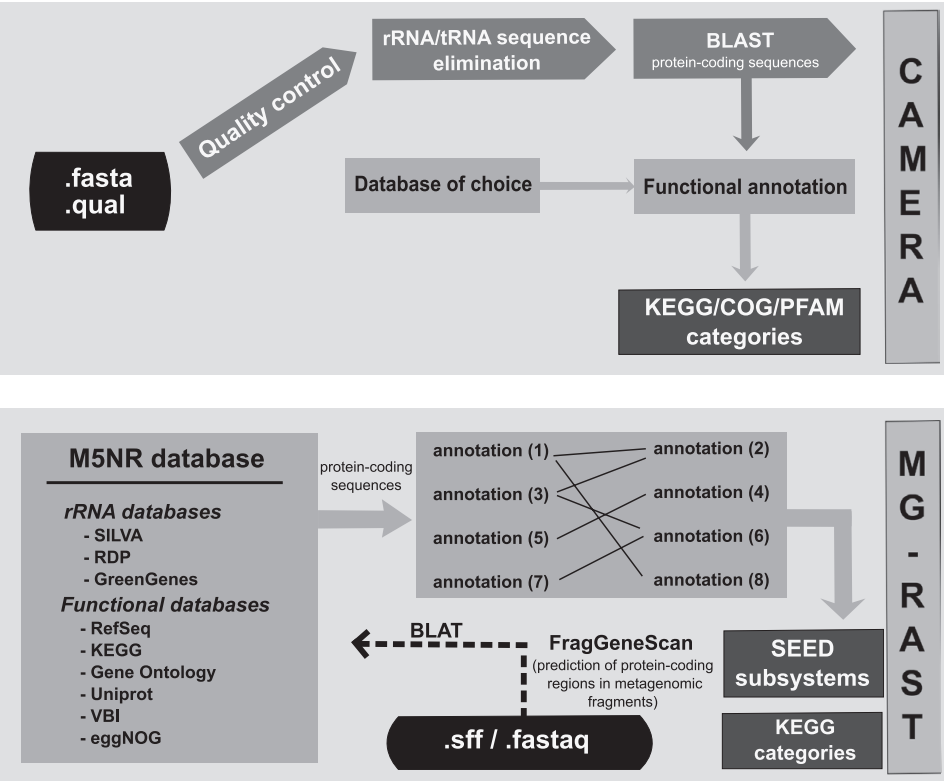 rRNA/tRNA sequence
elimination
BLAST
protein-coding sequences
Quality control
.fasta
.qual
Database of choice
Functional annotation
KEGG/COG/PFAM
categories
CAMERA
M5NR database
rRNA databases
- SILVA
- RDP
- GreenGenes
Functional databases
- RefSeq
- KEGG
- Gene Ontology
- Uniprot
- VBI
- eggNOG
protein-coding
sequences
annotation (1)
annotation (2)
annotation (3)
annotation (4)
annotation (5)
annotation (6)
annotation (7)
annotation (8)
BLAT
FragGeneScan
(prediction of protein-coding
regions in metagenomic
fragments)
.sff / .fastaq
SEED
subsystems
KEGG
categories
MG-RAST